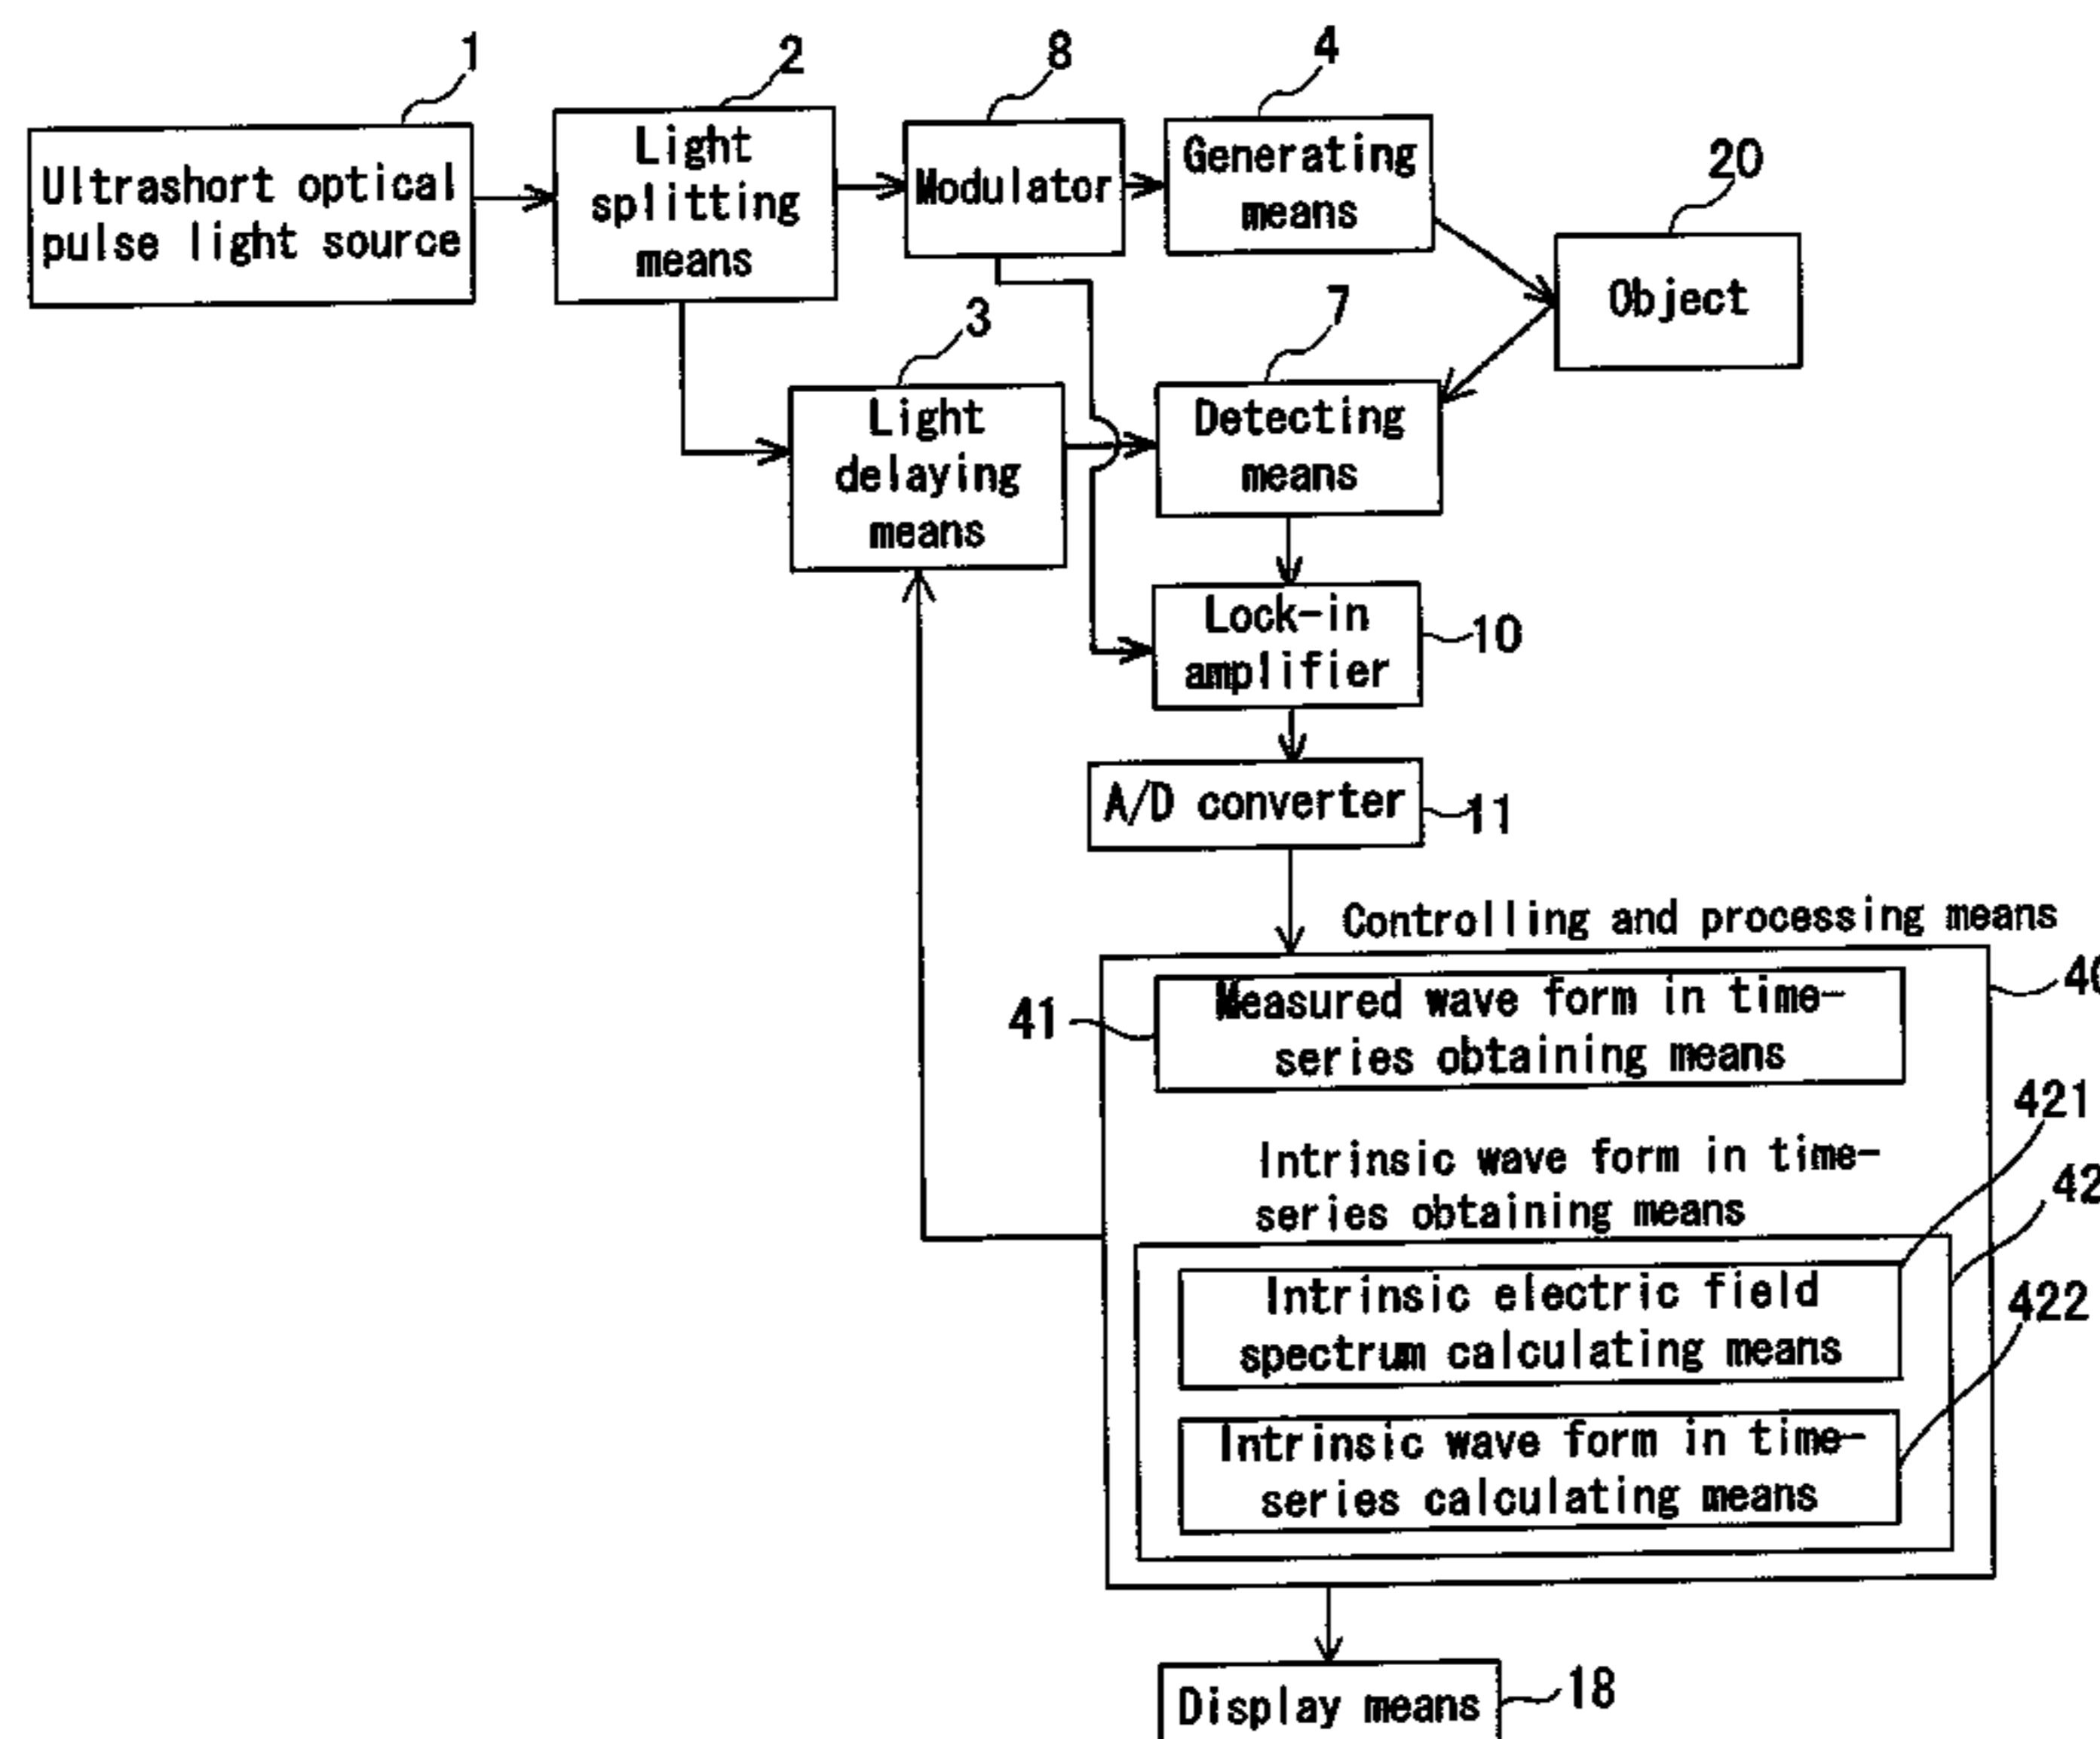 1
2
8
4
20
Ultrashort optical
pulse light source
Light
splitting
means
Modulator
Generating
means
Object
3
7
Light
delaying
means
Detecting
means
Lock-in
amplifier
10
A/D converter
11
Controlling and processing means
41
Measured wave form in time-
series obtaining means
421
Intrinsic wave form in time-
series obtaining means
42
Intrinsic electric field
spectrum calculating means
422
Intrinsic wave form in time-
series calculating means
Display means
18